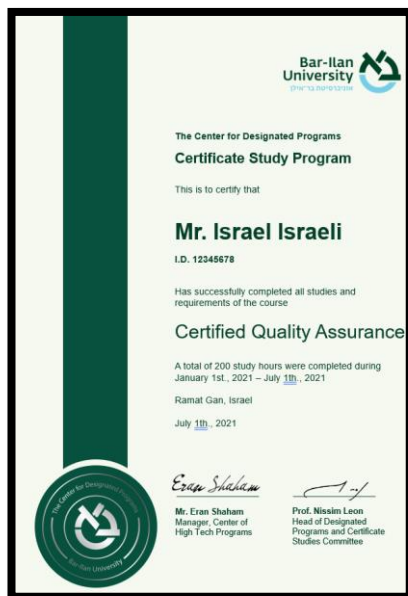 Bar-Ilan
University
אוניברסיטת בר-אילן
The Center for Designated Programs
Certificate Study Program
This is to certify that
Mr. Israel Israeli
I.D. 12345678
Has successfully completed all studies and
requirements of the course
Certified Quality Assurance
A total of 200 study hours were completed during
January 1st., 2021 – July 1th., 2021
Ramat Gan, Israel
July 1th., 2021
Eran Shaham
Mr. Eran Shaham
Manager, Center of
High Tech Programs
Prof. Nissim Leon
Head of Designated
Programs and Certificate
Studies Committee
The Center for Designated Programs
Bar-Ilan University